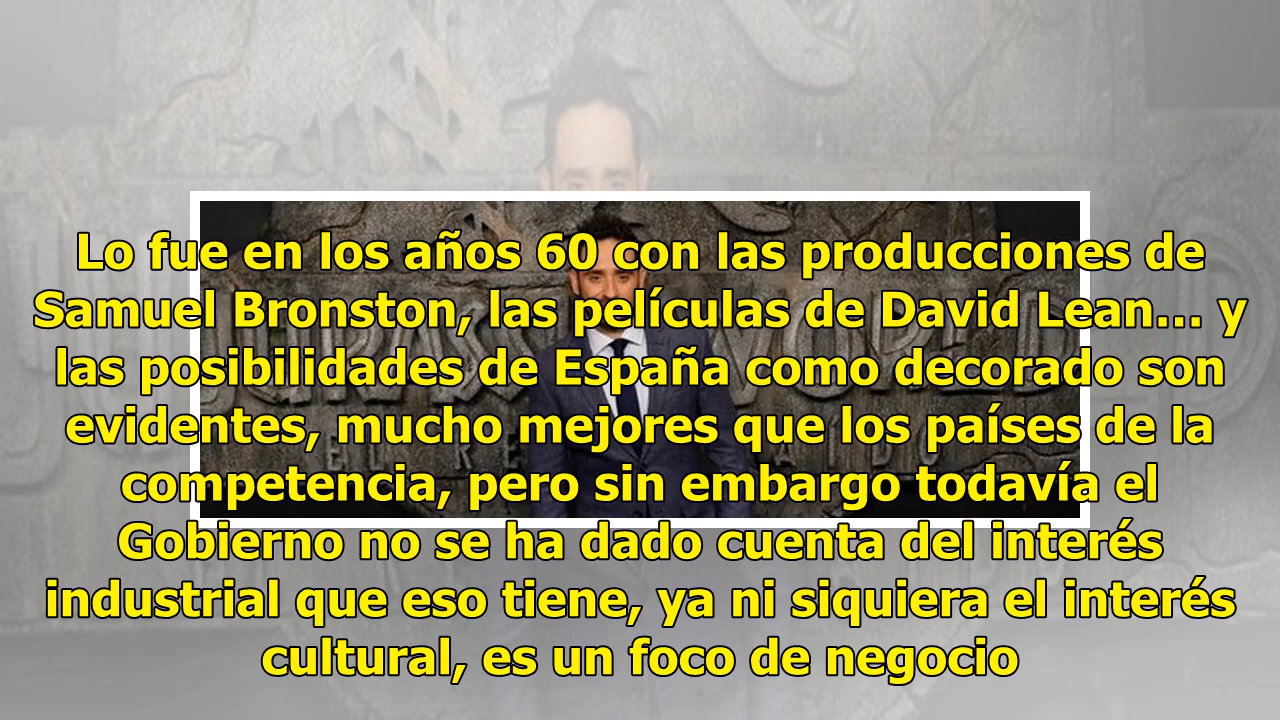 Lo fue en los años 60 con las producciones de
Samuel Bronston, las películas de David Lean... y
las posibilidades de España como decorado son
evidentes, mucho mejores que los países de la
competencia, pero sin embargo todavía el
Gobierno no se ha dado cuenta del interés
industrial que eso tiene, ya ni siquiera el interés
cultural, es un foco de negocio